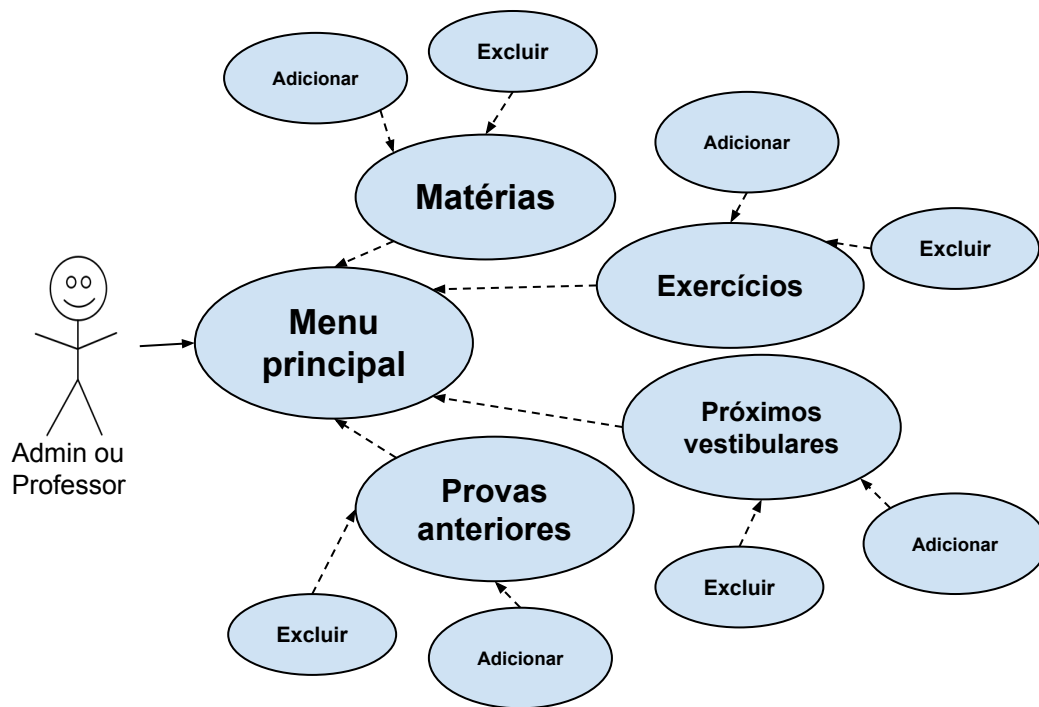 Excluir
Adicionar
Adicionar
Matérias
Excluir
Exercícios
Menu
principal
Próximos
vestibulares
Admin ou
Professor
Provas
anteriores
Adicionar
Excluir
Excluir
Adicionar